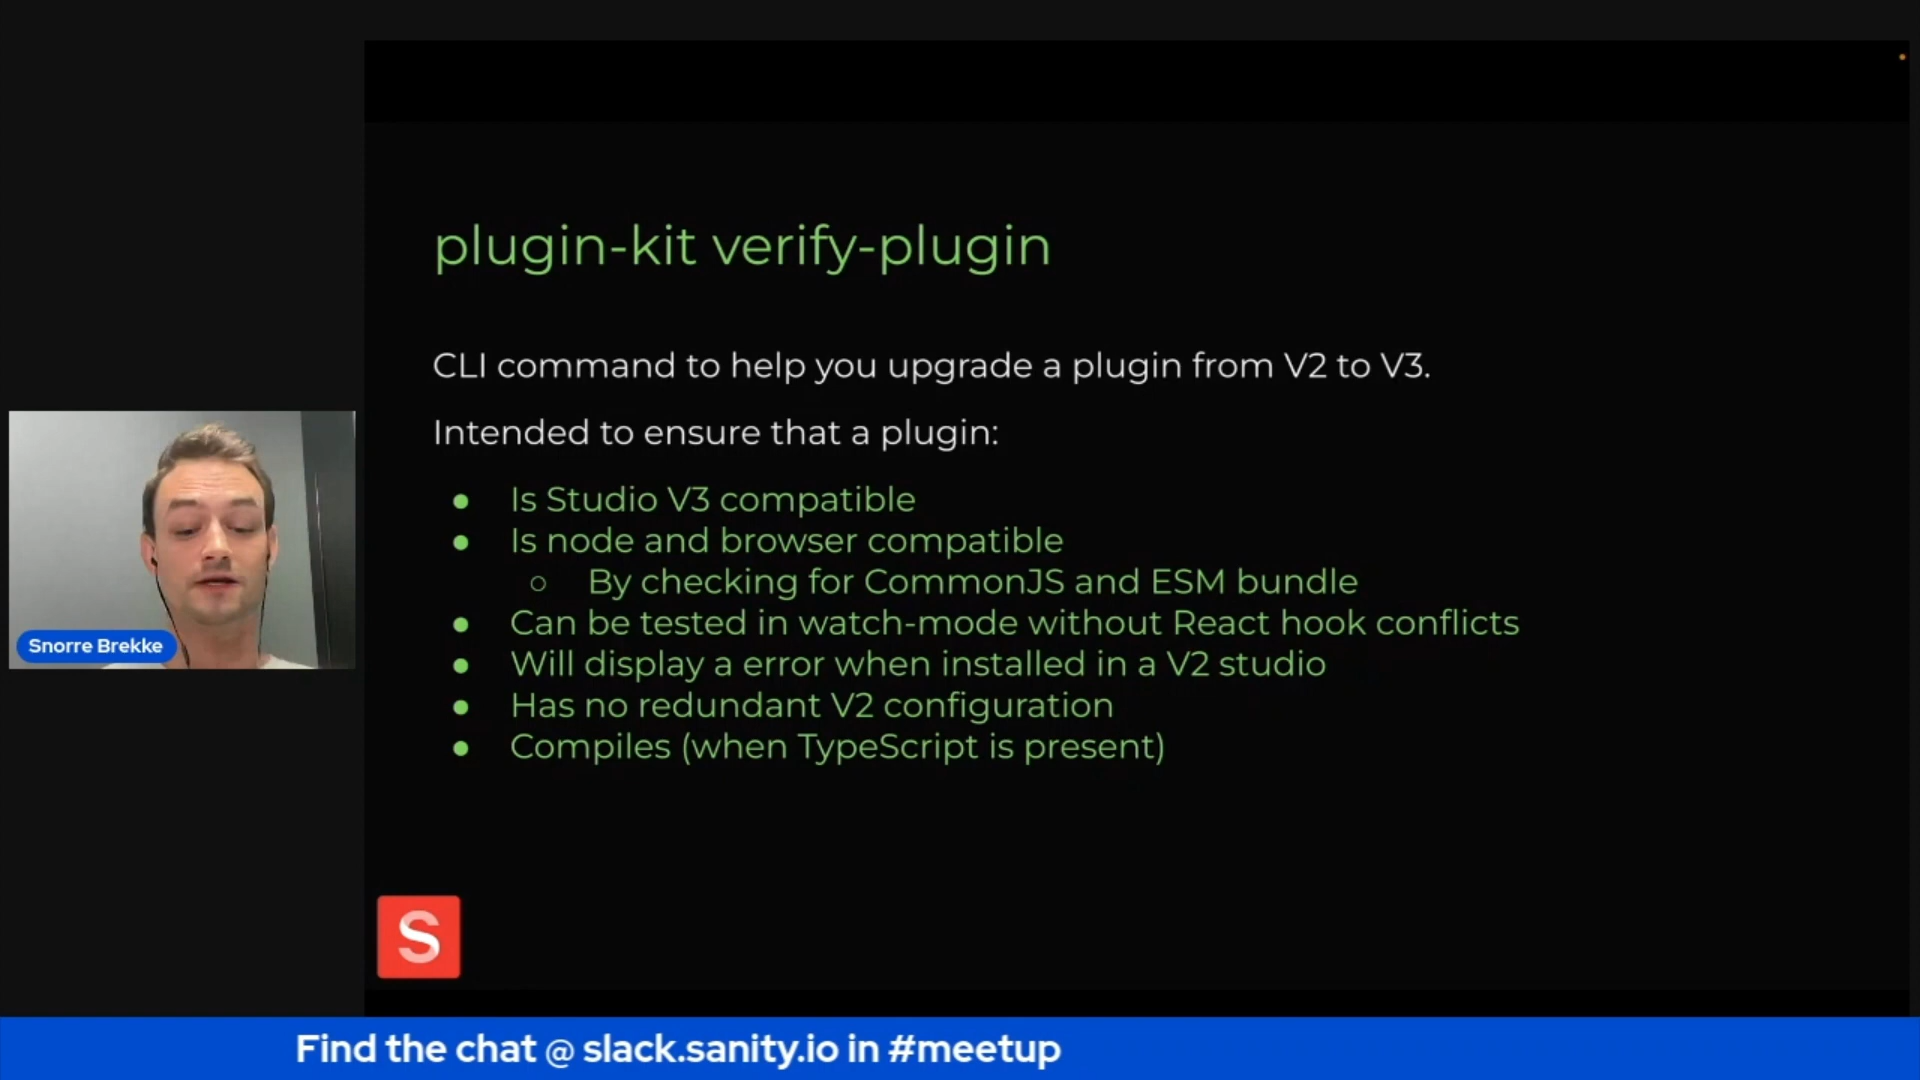 plugin-kit verify-plugin
CLI command to help you upgrade a plugin from V2 to V3.
Intended to ensure that a plugin:
● Is Studio V3 compatible
● Is node and browser compatible
○ By checking for CommonJS and ESM bundle
● Can be tested in watch-mode without React hook conflicts
● Will display a error when installed in a V2 studio
● Has no redundant V2 configuration
● Compiles (when TypeScript is present)
Snorre Brekke
S
Find the chat @ slack.sanity.io in #meetup